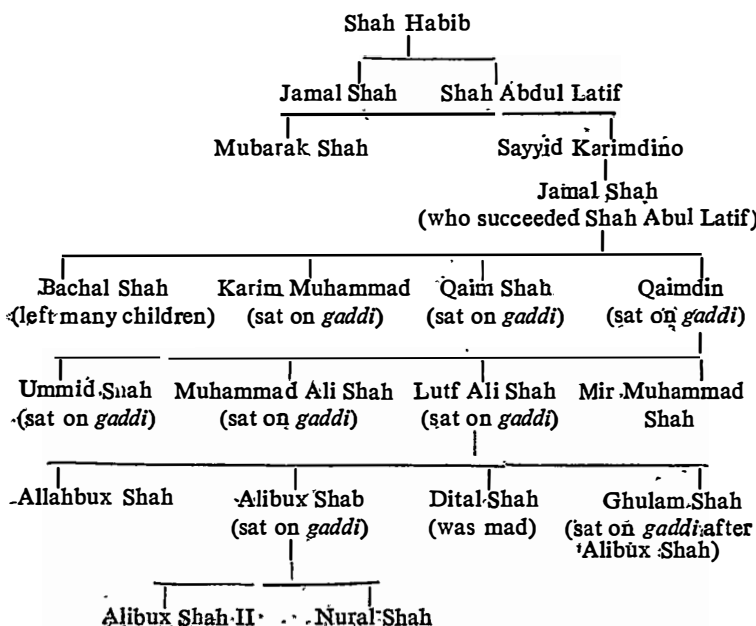 Shah Habib
Jamal Shah Shah Abdul Latif
Mubarak Shah Sayyid Karimdino
Jamal Shah
(who succeeded Shah Abul Latif)
Bachal Shah Karim Muhammad Qaim Shah Qaimdin
(left many children) (sat on gaddi) (sat on gaddi) (sat on gaddi)
Ummid Shah Muhammad Ali Shah Lutf Ali Shah Mir Muhammad
(sat on gaddi) (sat on gaddi) (sat on gaddi) Shah
Allahbux Shah Alibux Shab Dital Shah Ghulam Shah
(sat on gaddi) (was mad) (sat on gaddi after
Alibux Shah)
Alibux Shah II Nural Shah